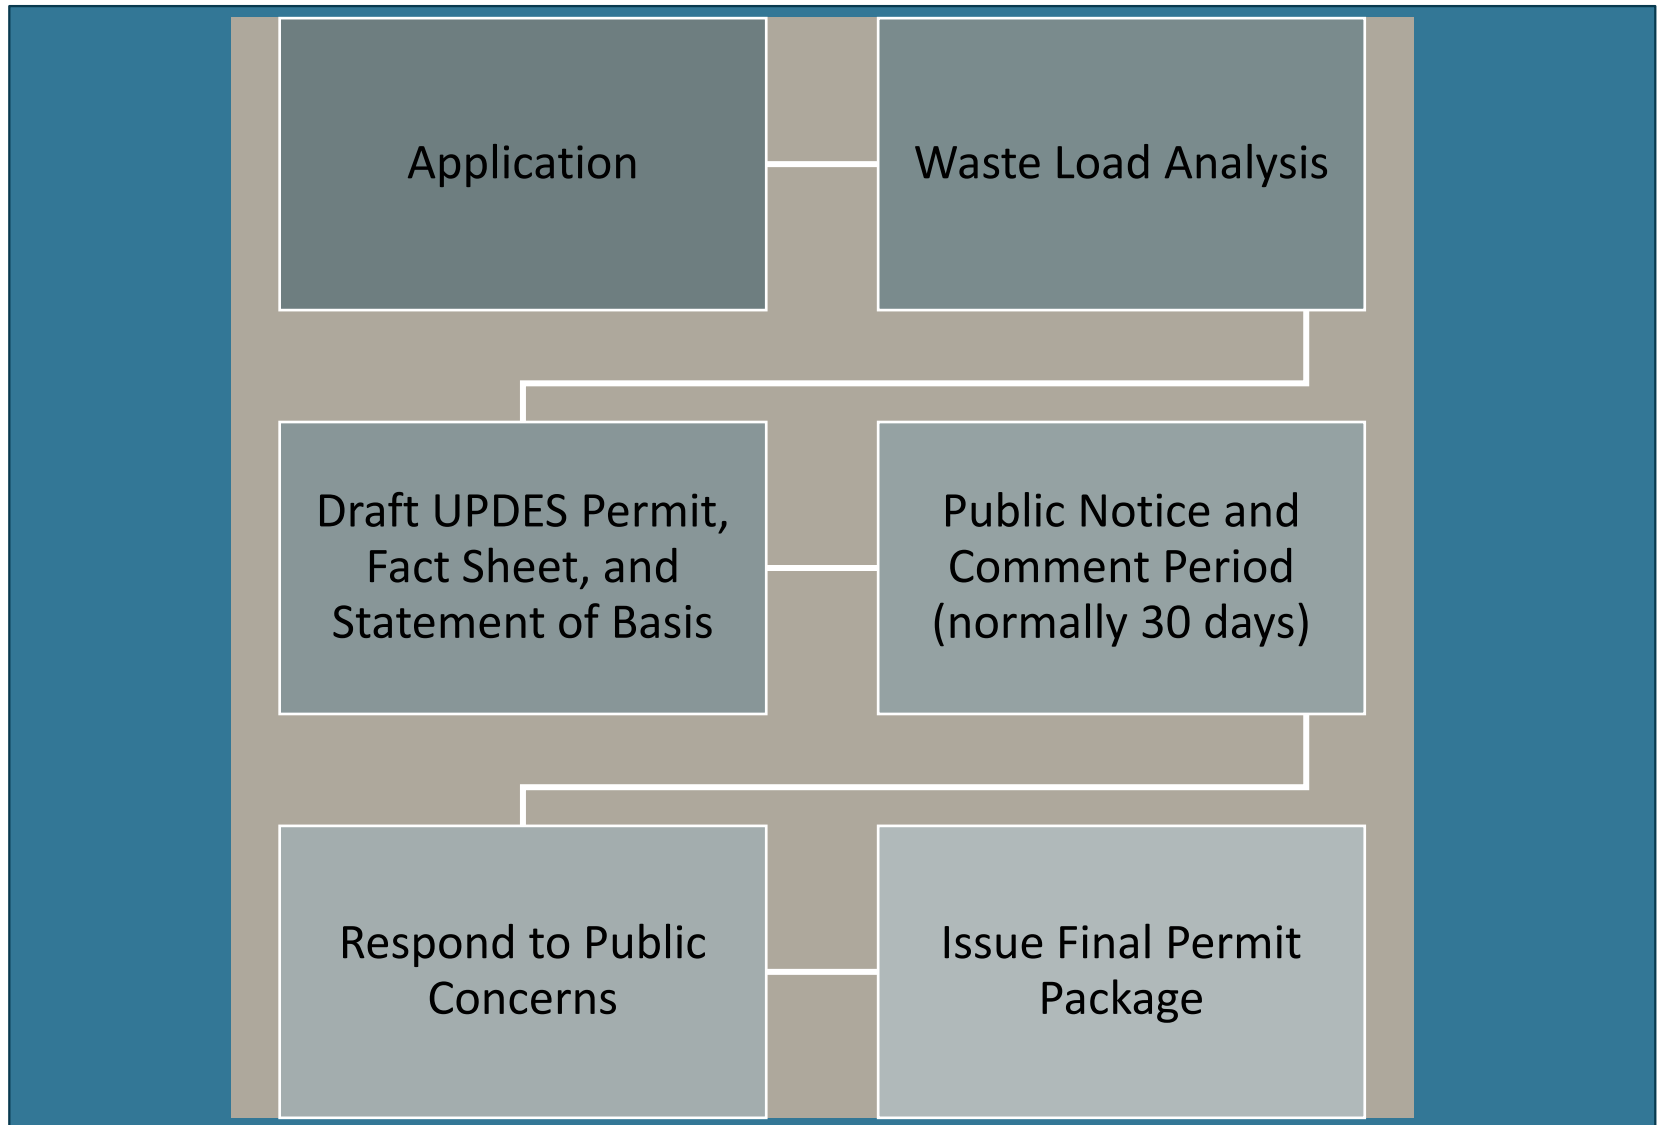 Application
Waste Load Analysis
Draft UPDES Permit,
Fact Sheet, and
Statement of Basis
Public Notice and
Comment Period
(normally 30 days)
Respond to Public
Concerns
Issue Final Permit
Package